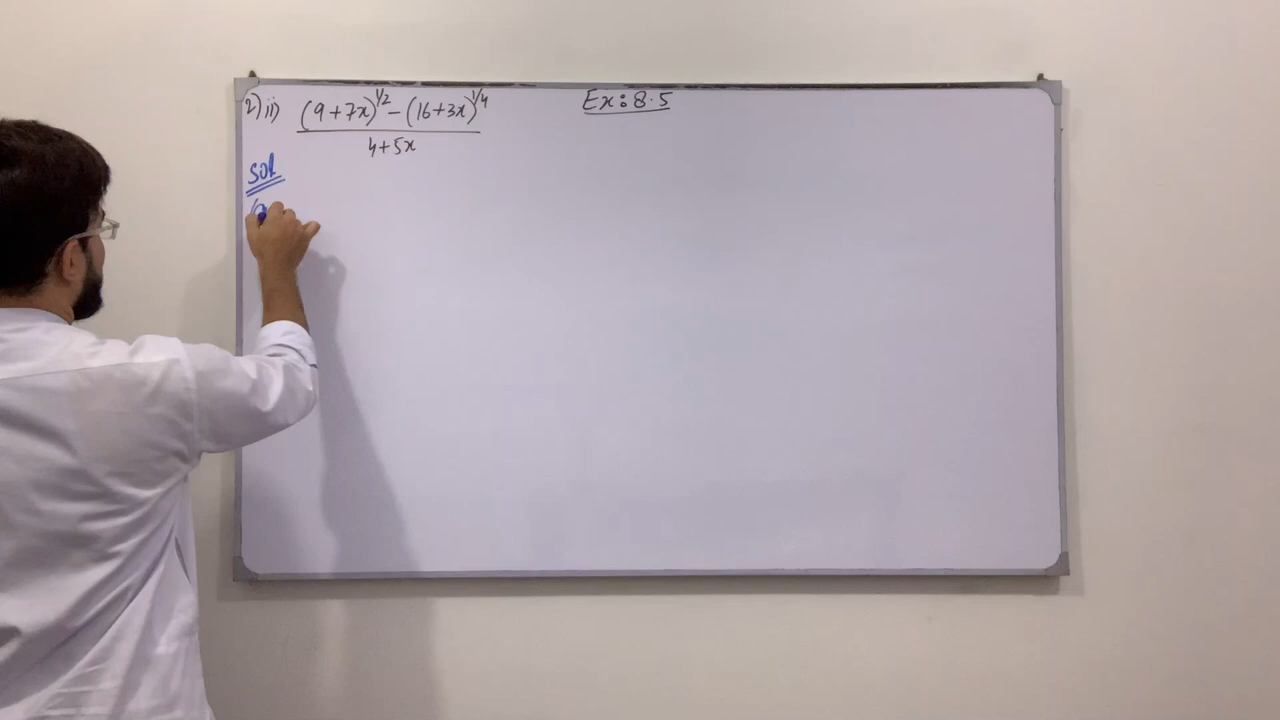 Ex: 8.5
2) ii) (9+7x)^1/2 - (16+3x)^1/4
4+5x
Sol